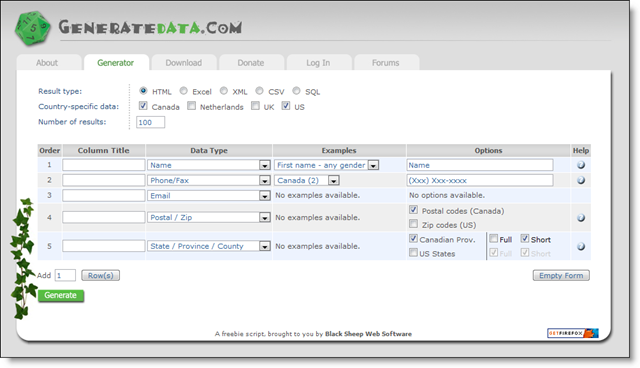 GENERATEDATA.COM
About Generator Download Donate Log In Forums
Result type: HTML Excel XML CSV SQL
Country-specific data: Canada Netherlands UK US
Number of results: 100
Order Column Title Data Type Examples Options Help
1 Name First name - any gender Name
2 Phone/Fax Canada (2) (Xxx) Xxx-xxxx
3 Email No examples available. No options available.
4 Postal / Zip No examples available. Postal codes (Canada)
Zip codes (US)
5 State / Province / County No examples available. Canadian Prov. Full Short
US States Full Short
Add 1 Row(s) Empty Form
Generate
A freebie script, brought to you by Black Sheep Web Software
GETFIREFOX